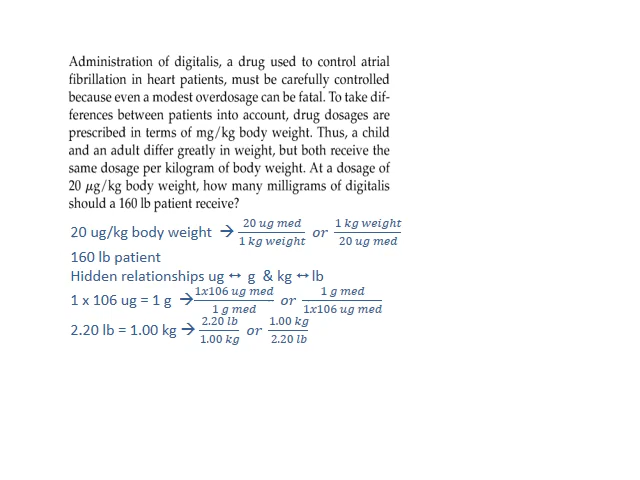 Administration of digitalis, a drug used to control atrial
fibrillation in heart patients, must be carefully controlled
because even a modest overdosage can be fatal. To take dif-
ferences between patients into account, drug dosages are
prescribed in terms of mg/kg body weight. Thus, a child
and an adult differ greatly in weight, but both receive the
same dosage per kilogram of body weight. At a dosage of
20 μg/kg body weight, how many milligrams of digitalis
should a 160 lb patient receive?
20 ug/kg body weight → 20 ug med / 1 kg weight or 1 kg weight / 20 ug med
160 lb patient
Hidden relationships ug ↔ g & kg ↔ lb
1 x 106 ug = 1 g → 1x106 ug med / 1 g med or 1 g med / 1x106 ug med
2.20 lb = 1.00 kg → 2.20 lb / 1.00 kg or 1.00 kg / 2.20 lb